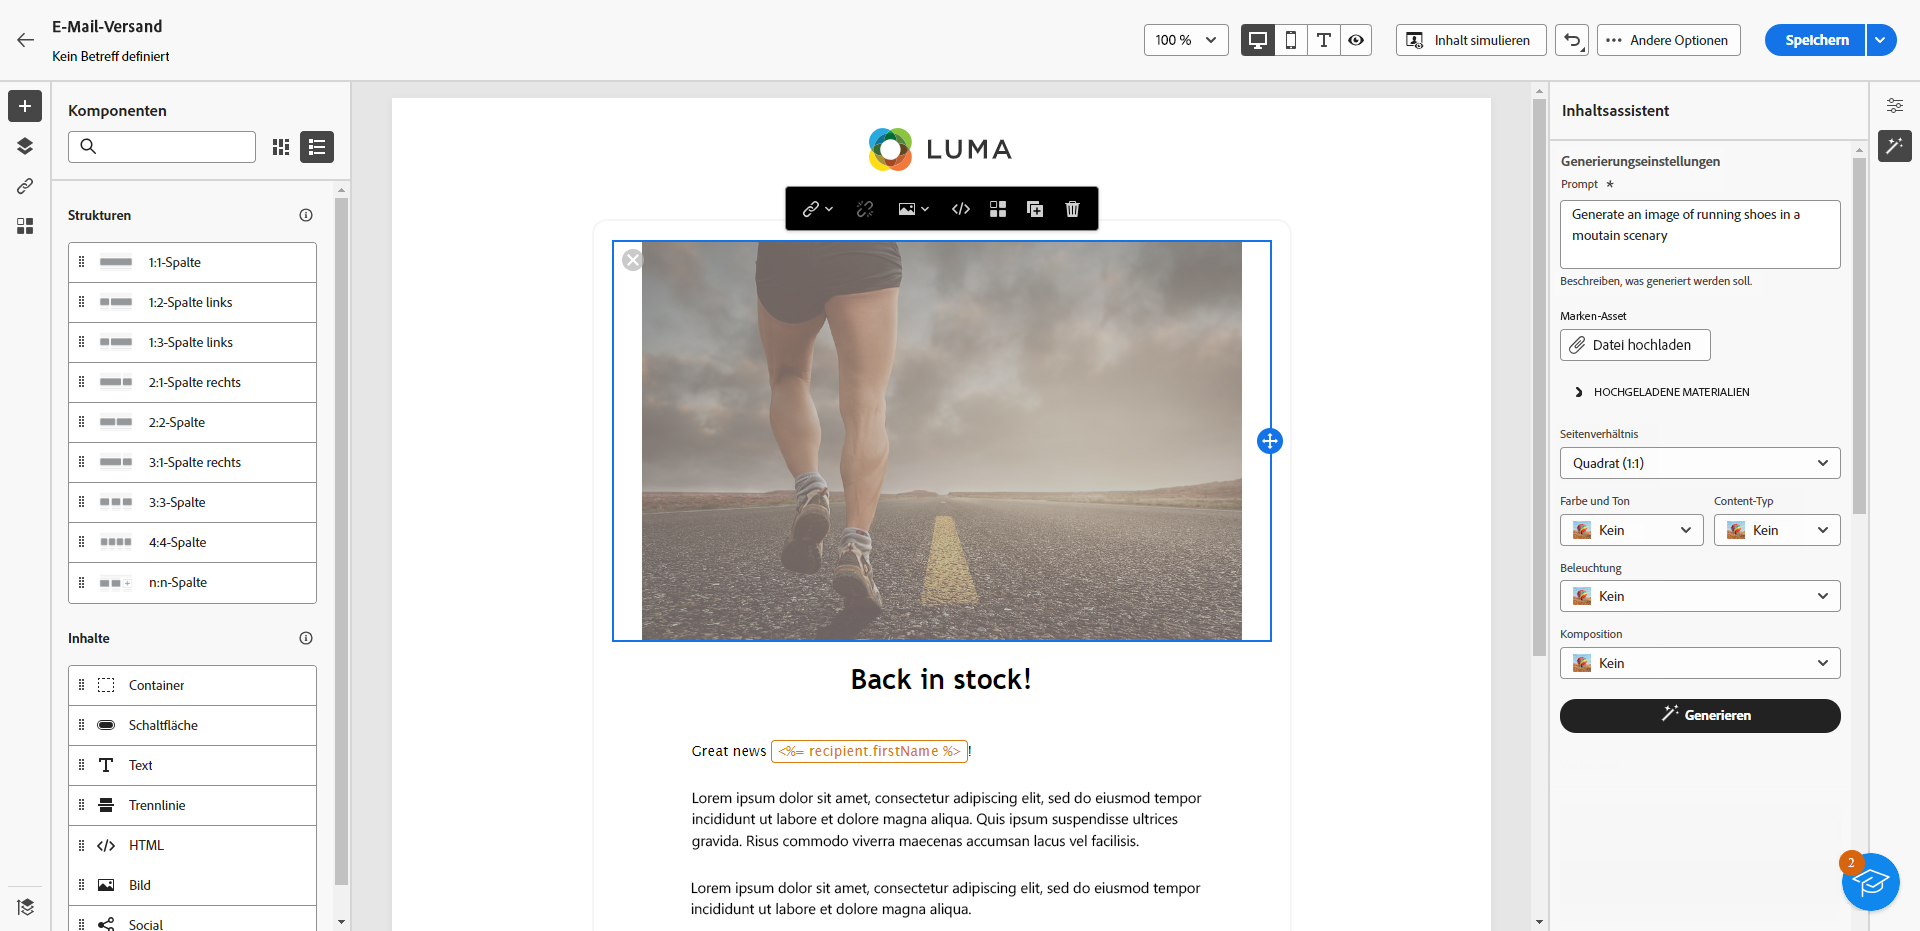 E-Mail-Versand
Kein Betreff definiert
100 %
Inhalt simulieren
Andere Optionen
Speichern
Komponenten
Strukturen
1:1-Spalte
1:2-Spalte links
1:3-Spalte links
2:1-Spalte rechts
2:2-Spalte
3:1-Spalte rechts
3:3-Spalte
4:4-Spalte
n:n-Spalte
Inhalte
Container
Schaltfläche
Text
Trennlinie
HTML
Bild
Social
LUMA
Back in stock!
Great news <%= recipient.firstName %> !
Lorem ipsum dolor sit amet, consectetur adipiscing elit, sed do eiusmod tempor
incididunt ut labore et dolore magna aliqua. Quis ipsum suspendisse ultrices
gravida. Risus commodo viverra maecenas accumsan lacus vel facilisis.
Lorem ipsum dolor sit amet, consectetur adipiscing elit, sed do eiusmod tempor
incididunt ut labore et dolore magna aliqua.
Inhaltsassistent
Generierungseinstellungen
Prompt *
Generate an image of running shoes in a
moutain scenary
Beschreiben, was generiert werden soll.
Marken-Asset
Datei hochladen
HOCHGELADENE MATERIALIEN
Seitenverhältnis
Quadrat (1:1)
Farbe und Ton
Content-Typ
Kein
Kein
Beleuchtung
Kein
Komposition
Kein
Generieren
2